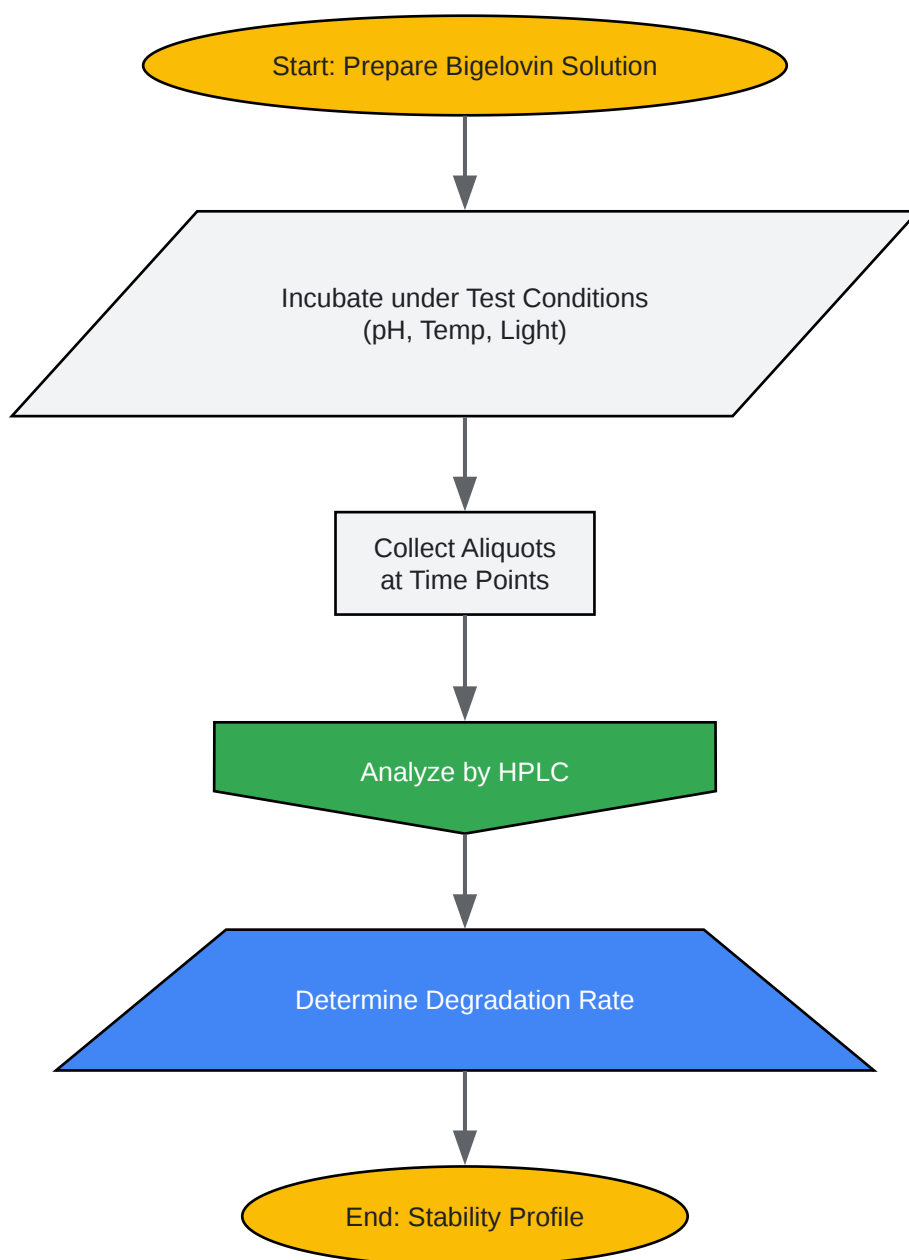 Start: Prepare Bigelovin Solution
Incubate under Test Conditions
(pH, Temp, Light)
Collect Aliquots
at Time Points
Analyze by HPLC
Determine Degradation Rate
End: Stability Profile